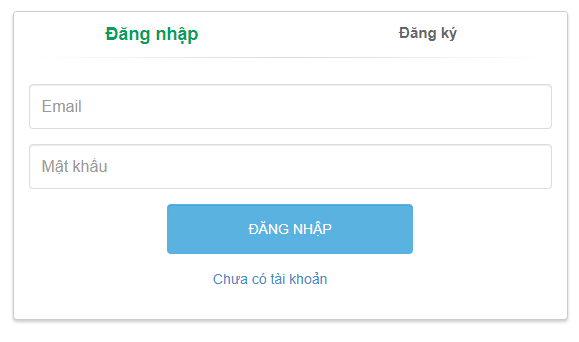 Đăng nhập
Đăng ký
Email
Mật khẩu
ĐĂNG NHẬP
Chưa có tài khoản